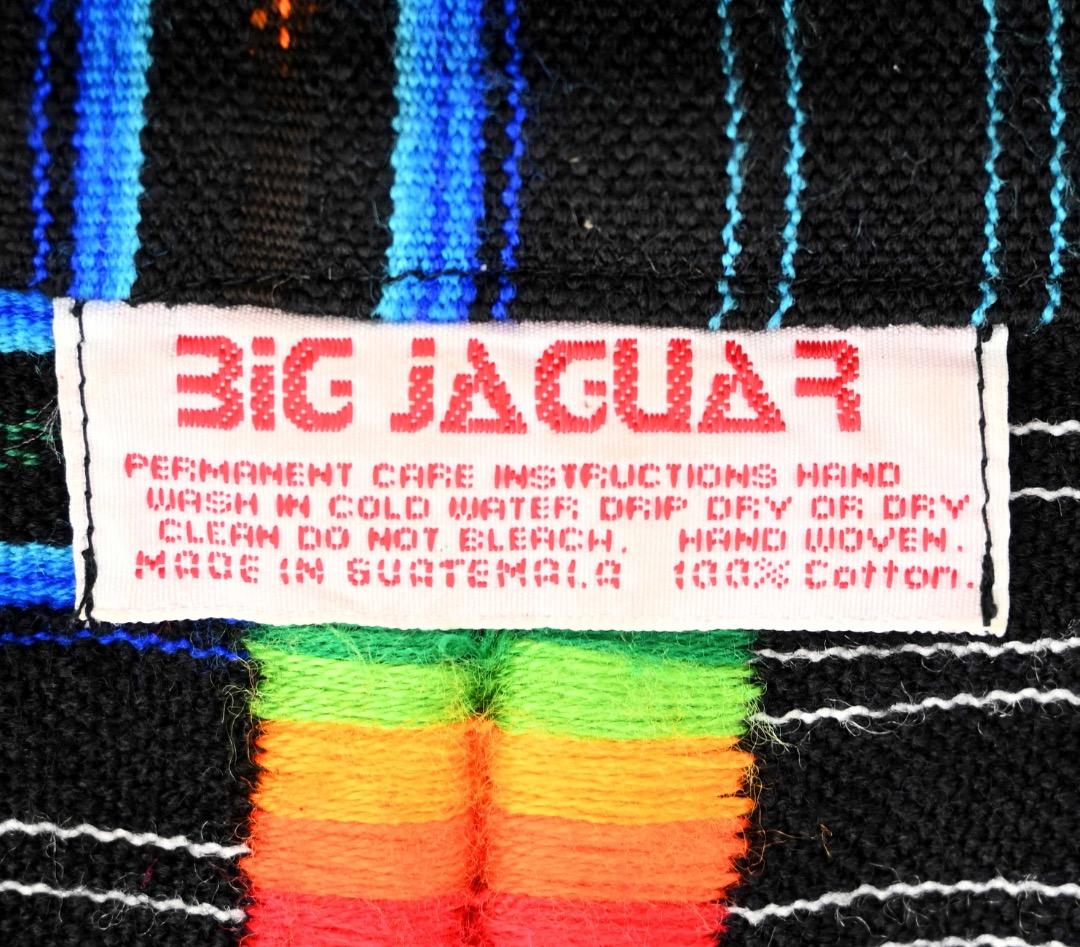 BiG JAGUAR
PERMANENT CARE INSTRUCTIONS HAND
WASH IN COLD WATER DRIP DRY OR DRY
CLEAN DO NOT BLEACH. HAND WOVEN.
MADE IN GUATEMALA 100% Cotton.